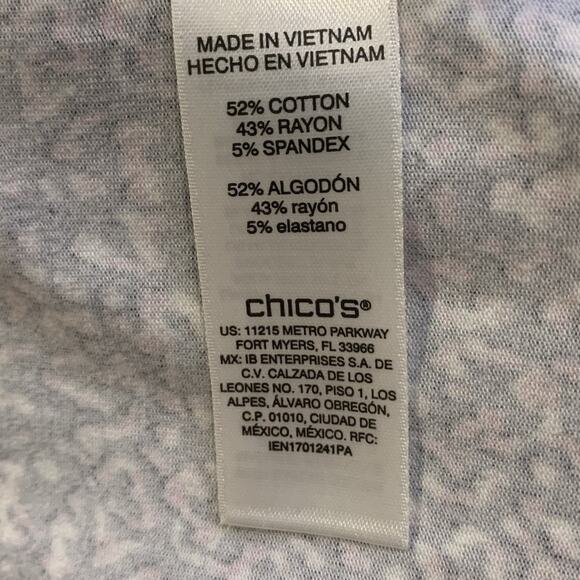 MADE IN VIETNAM
HECHO EN VIETNAM
52% COTTON
43% RAYON
5% SPANDEX
52% ALGODÓN
43% rayón
5% elastano
chico's®
US: 11215 METRO PARKWAY
FORT MYERS, FL 33966
MX: IB ENTERPRISES S.A. DE
C.V. CALZADA DE LOS
LEONES NO. 170, PISO 1, LOS
ALPES, ÁLVARO OBREGÓN,
C.P. 01010, CIUDAD DE
MÉXICO, MÉXICO. RFC:
IEN1701241PA